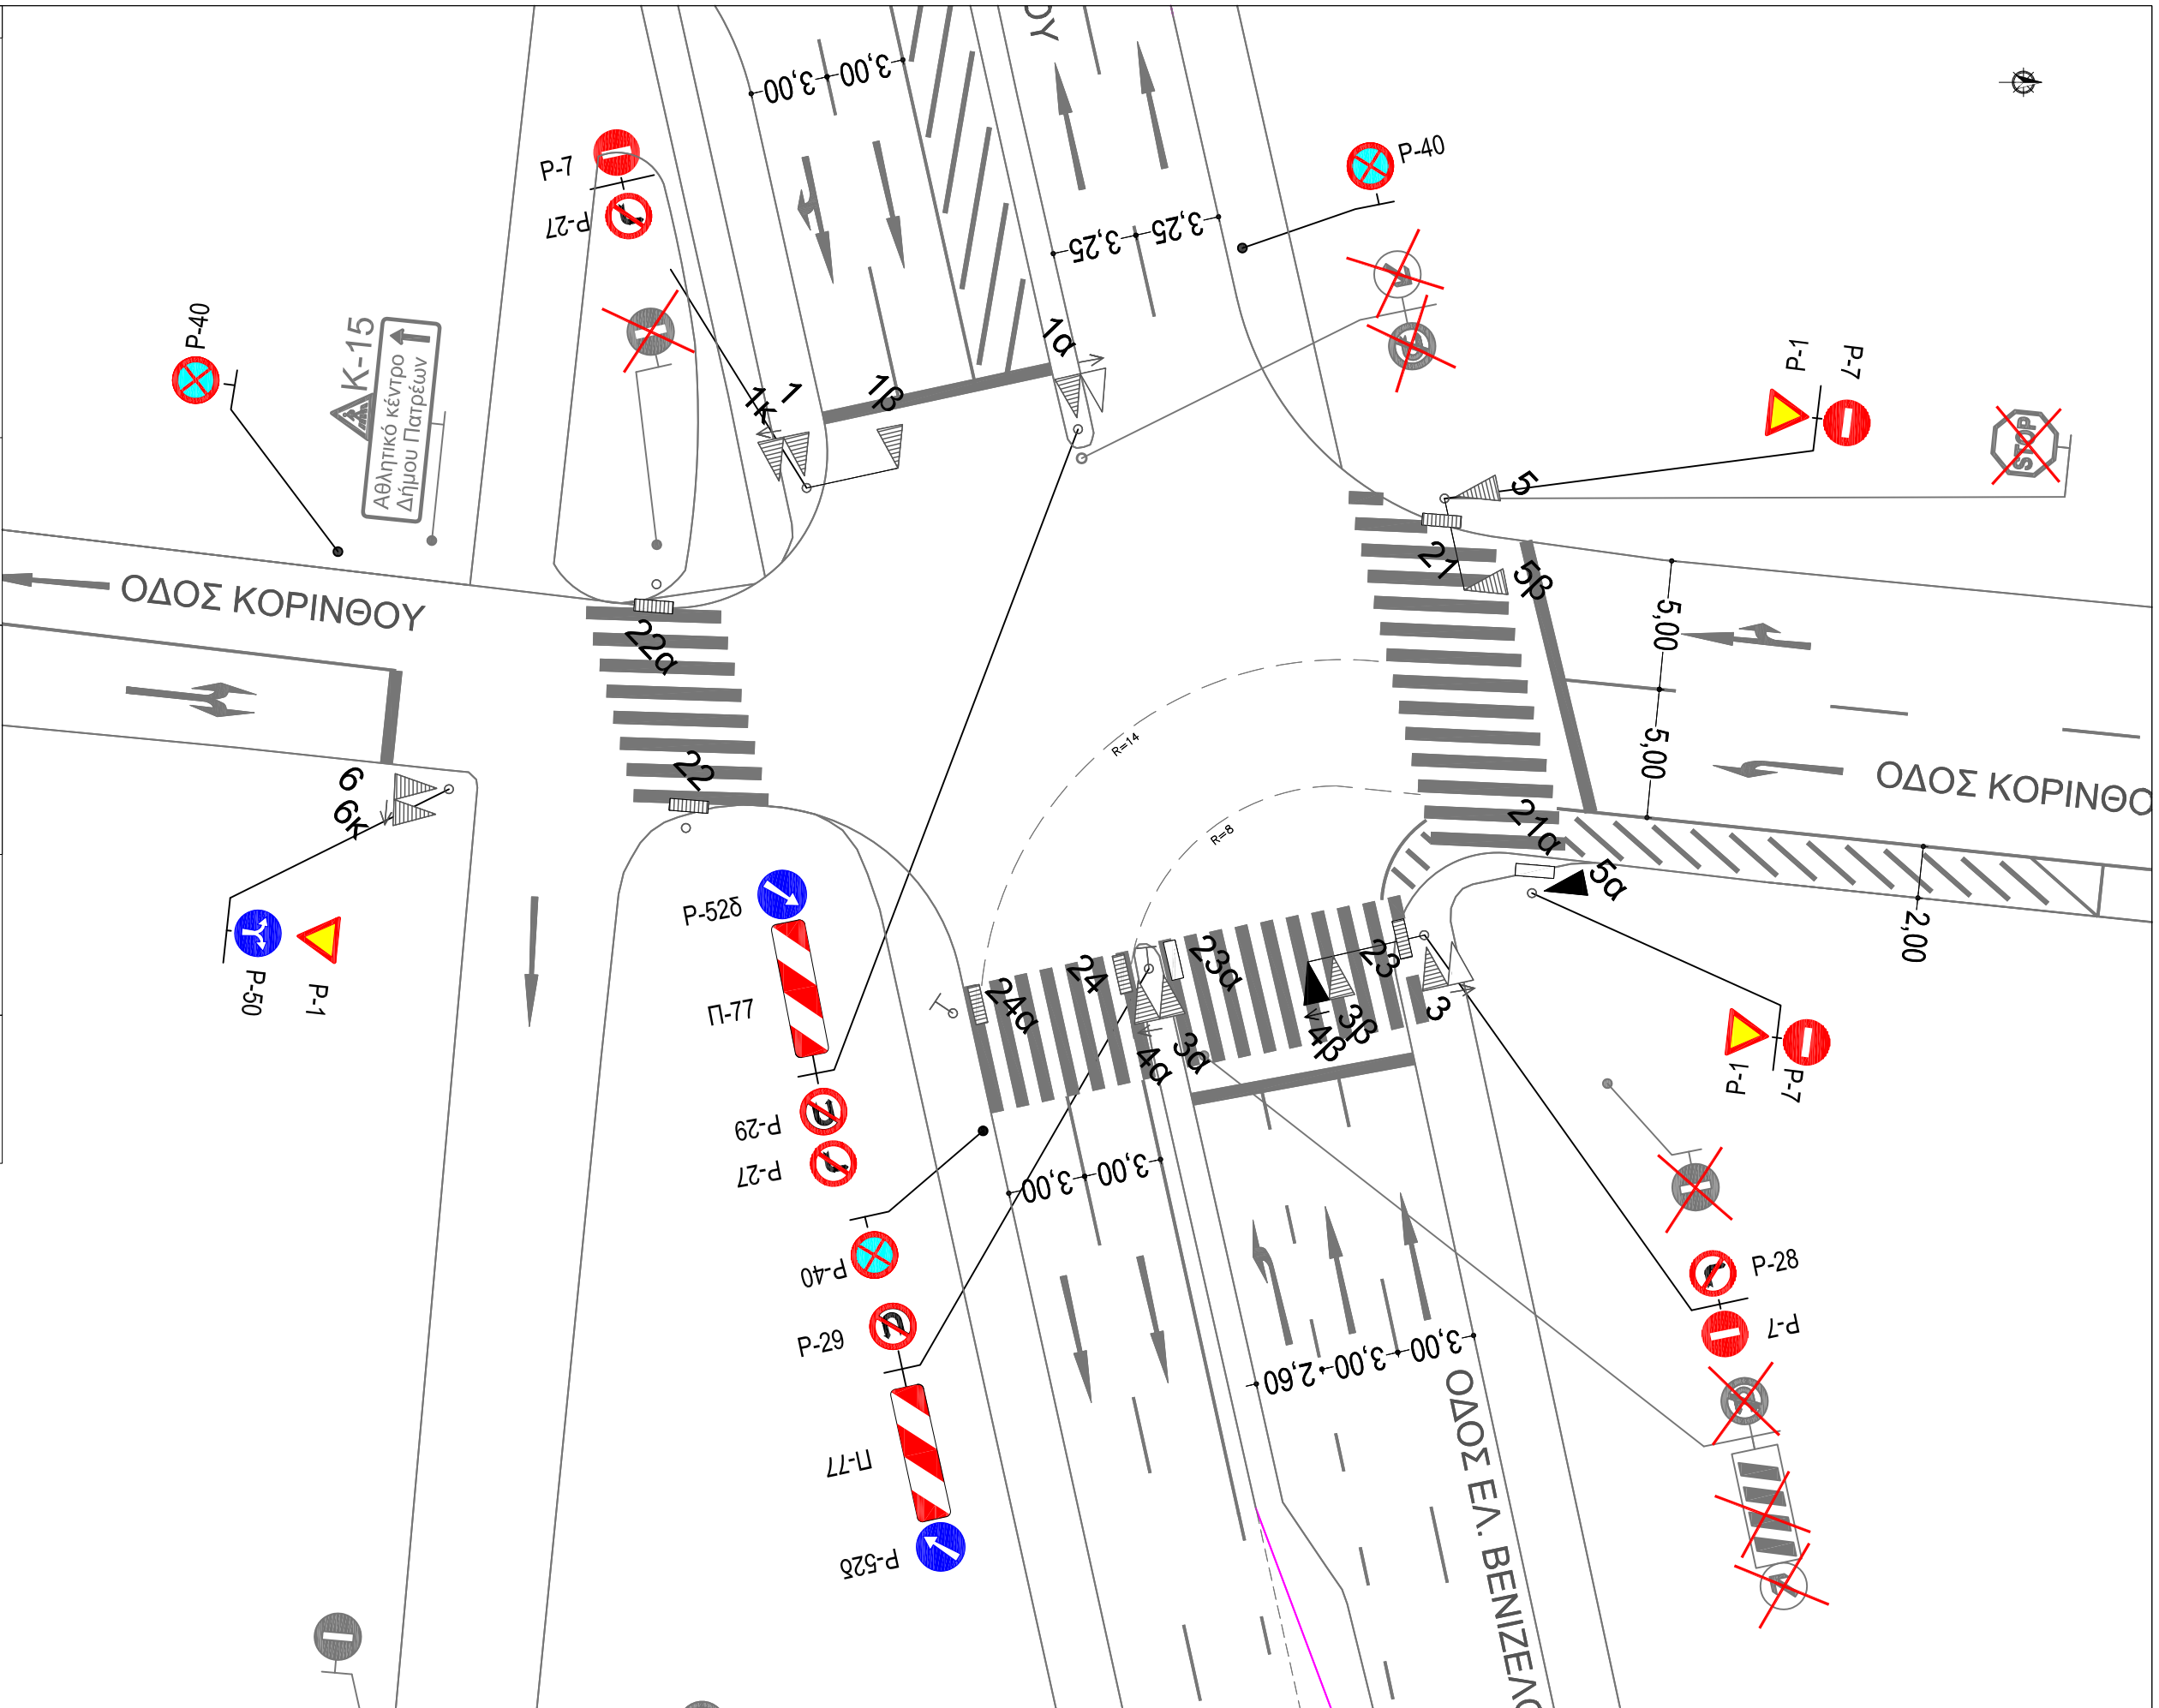 ΟΥ
3,00
3,00
Ρ-7
Ρ-27
Ρ-40
3,25
3,25
Ρ-40
Κ-15
Αθλητικό κέντρο
Δήμου Πατρέων
1α
1
1κ
1β
Ρ-1
Ρ-7
STOP
5
21
5β
ΟΔΟΣ ΚΟΡΙΝΘΟΥ
22α
5,00
5,00
R=14
22
6
6κ
R=8
ΟΔΟΣ ΚΟΡΙΝΘΟ
21α
5α
2,00
Ρ-52δ
Π-77
Ρ-50
Ρ-1
24α
24
23α
23
3
3β
4β
3α
4α
Ρ-1
Ρ-7
Ρ-29
Ρ-27
3,00
3,00
Ρ-40
Ρ-29
Π-77
Ρ-52δ
Ρ-28
Ρ-7
2,60
3,00
3,00
ΟΔΟΣ ΕΛ. ΒΕΝΙΖΕΛΟ